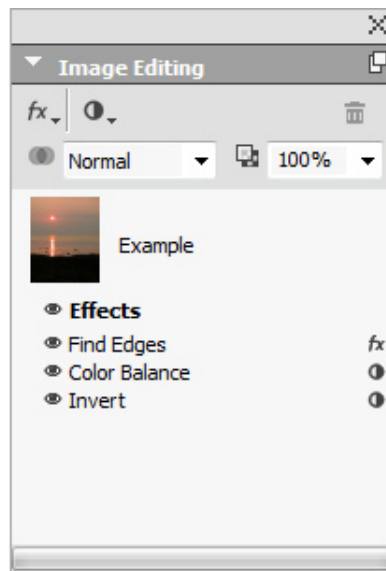 Image Editing
fx
Normal 100%
Example
Effects
Find Edges fx
Color Balance
Invert